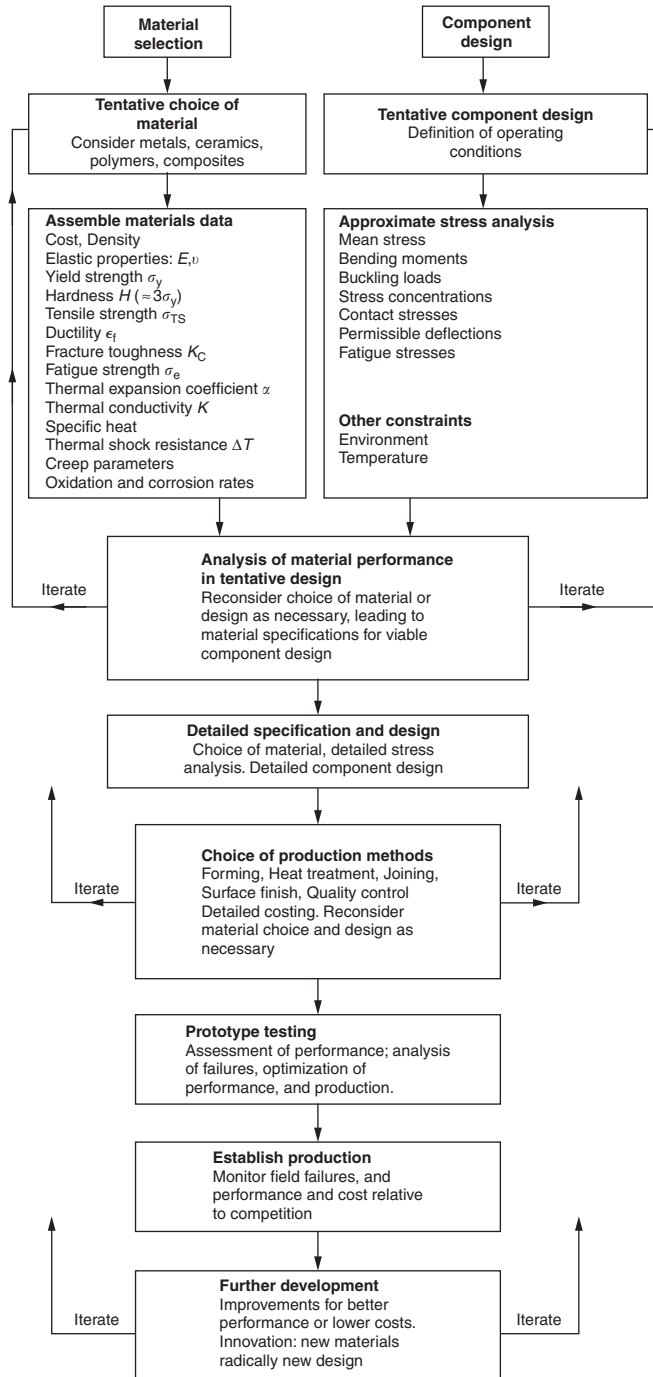 Material
selection
Component
design
Tentative choice of
material
Consider metals, ceramics,
polymers, composites
Tentative component design
Definition of operating
conditions
Assemble materials data
Cost, Density
Elastic properties: E,υ
Yield strength σy
Hardness H (≈3σy)
Tensile strength σTS
Ductility ϵf
Fracture toughness KC
Fatigue strength σe
Thermal expansion coefficient α
Thermal conductivity K
Specific heat
Thermal shock resistance ΔT
Creep parameters
Oxidation and corrosion rates
Approximate stress analysis
Mean stress
Bending moments
Buckling loads
Stress concentrations
Contact stresses
Permissible deflections
Fatigue stresses
Other constraints
Environment
Temperature
Iterate
Analysis of material performance
in tentative design
Reconsider choice of material or
design as necessary, leading to
material specifications for viable
component design
Iterate
Detailed specification and design
Choice of material, detailed stress
analysis. Detailed component design
Iterate
Choice of production methods
Forming, Heat treatment, Joining,
Surface finish, Quality control
Detailed costing. Reconsider
material choice and design as
necessary
Iterate
Prototype testing
Assessment of performance; analysis
of failures, optimization of
performance, and production.
Establish production
Monitor field failures, and
performance and cost relative
to competition
Iterate
Further development
Improvements for better
performance or lower costs.
Innovation: new materials
radically new design
Iterate